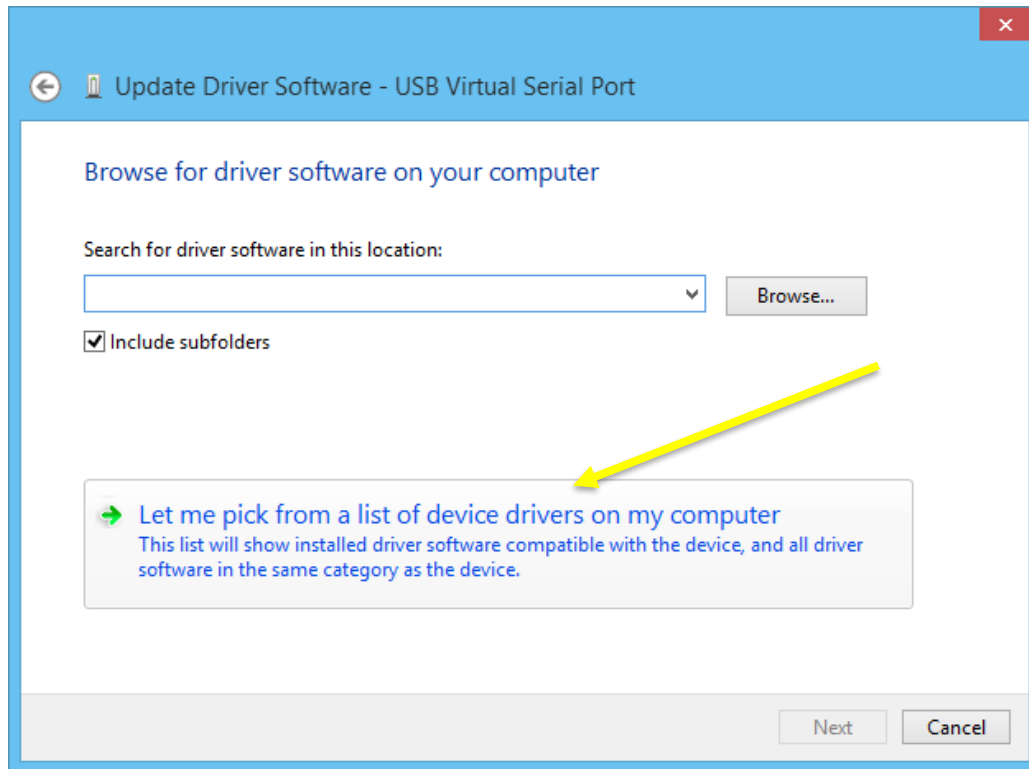 Update Driver Software - USB Virtual Serial Port
Browse for driver software on your computer
Search for driver software in this location:
Browse...
Include subfolders
Let me pick from a list of device drivers on my computer
This list will show installed driver software compatible with the device, and all driver
software in the same category as the device.
Next
Cancel